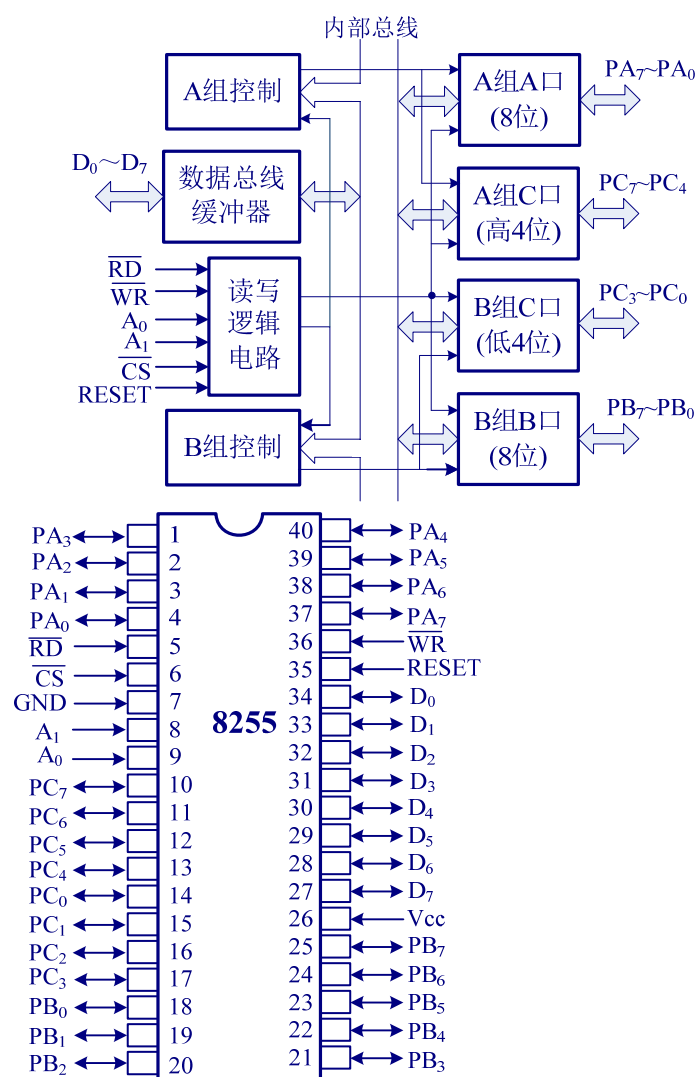 内部总线
A组控制
A组A口
(8位)
PA₇~PA₀
D₀～D₇
数据总线
缓冲器
A组C口
(高4位)
PC₇~PC₄
R̅D̅
W̅R̅
A₀
A₁
C̅S̅
RESET
读写
逻辑
电路
B组C口
(低4位)
PC₃~PC₀
B组控制
B组B口
(8位)
PB₇~PB₀
PA₃ 1
PA₂ 2
PA₁ 3
PA₀ 4
R̅D̅ 5
C̅S̅ 6
GND 7
A₁ 8
A₀ 9
PC₇ 10
PC₆ 11
PC₅ 12
PC₄ 13
PC₀ 14
PC₁ 15
PC₂ 16
PC₃ 17
PB₀ 18
PB₁ 19
PB₂ 20
8255
40 PA₄
39 PA₅
38 PA₆
37 PA₇
36 W̅R̅
35 RESET
34 D₀
33 D₁
32 D₂
31 D₃
30 D₄
29 D₅
28 D₆
27 D₇
26 Vcc
25 PB₇
24 PB₆
23 PB₅
22 PB₄
21 PB₃